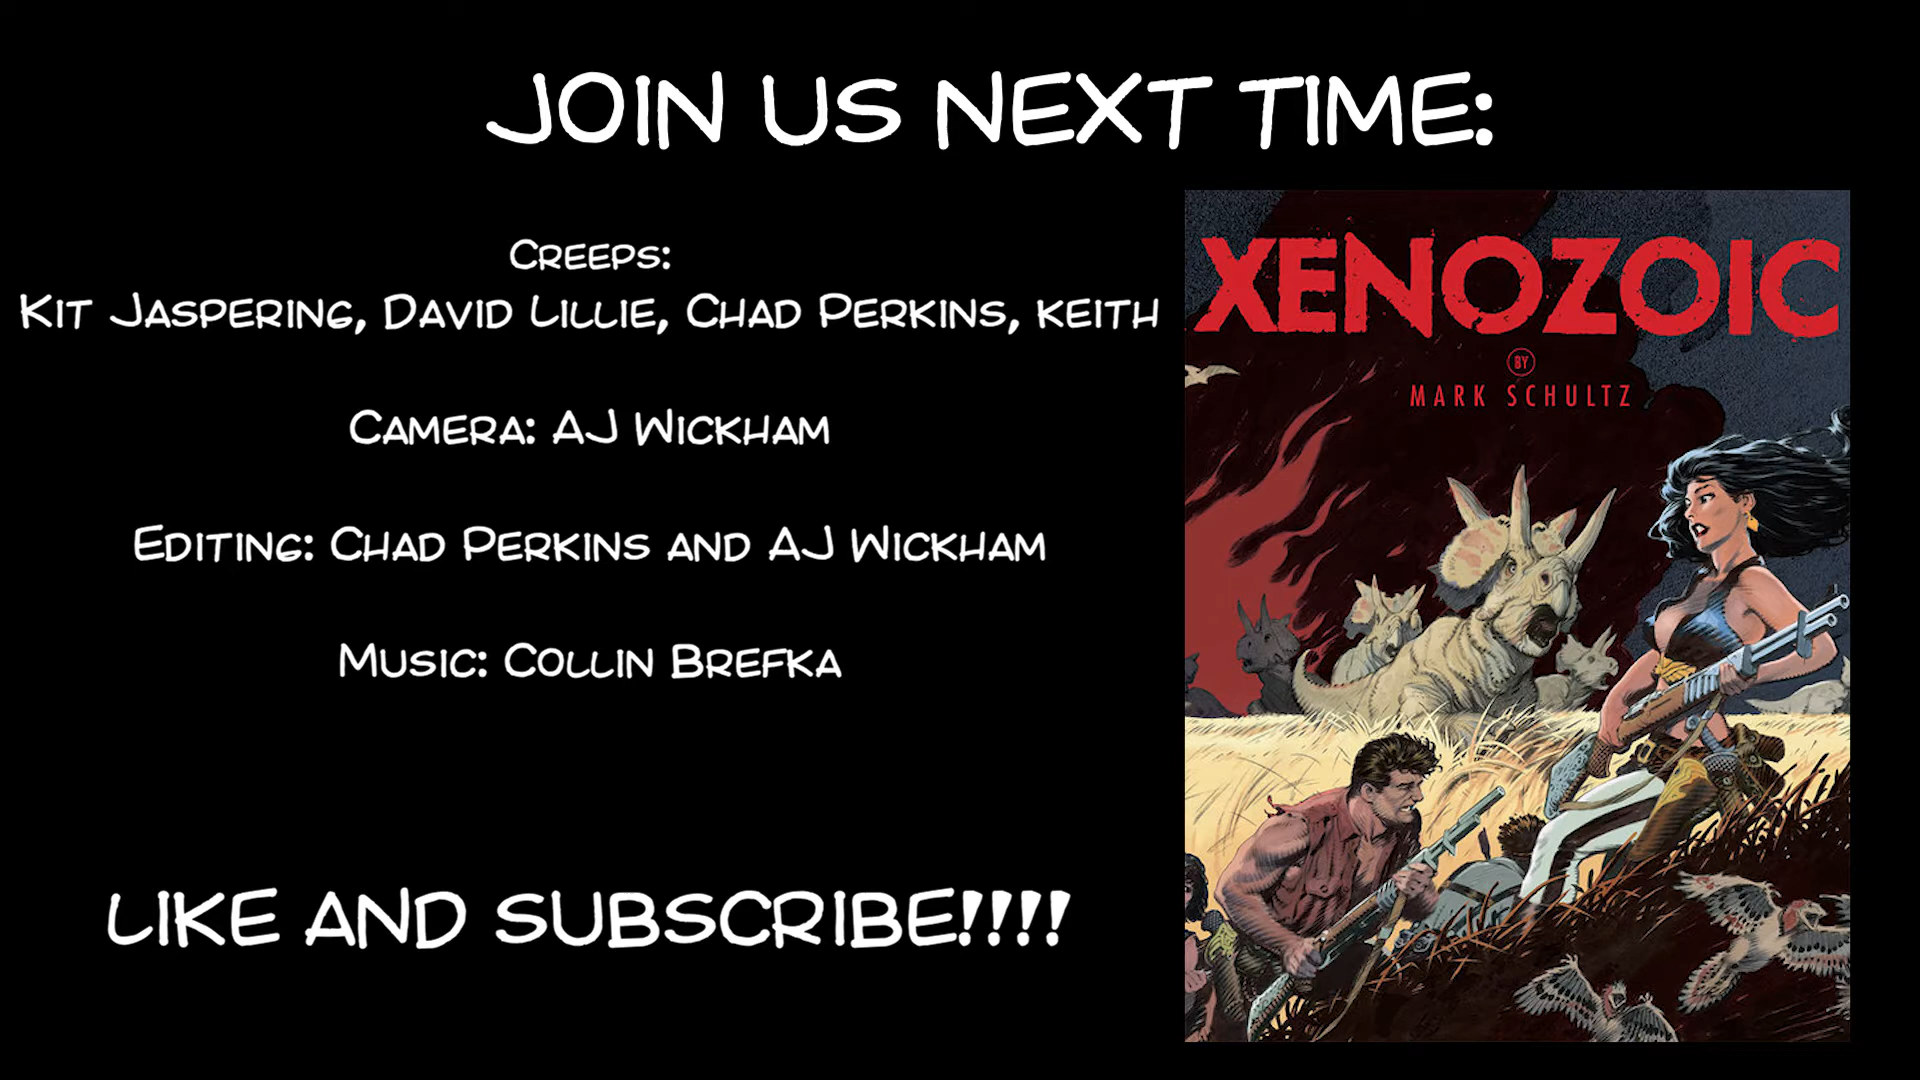 JOIN US NEXT TIME:
CREEPS:
KIT JASPERING, DAVID LILLIE, CHAD PERKINS, KEITH
CAMERA: AJ WICKHAM
EDITING: CHAD PERKINS AND AJ WICKHAM
MUSIC: COLLIN BREFKA
LIKE AND SUBSCRIBE!!!!
XENOZOIC
BY
MARK SCHULTZ